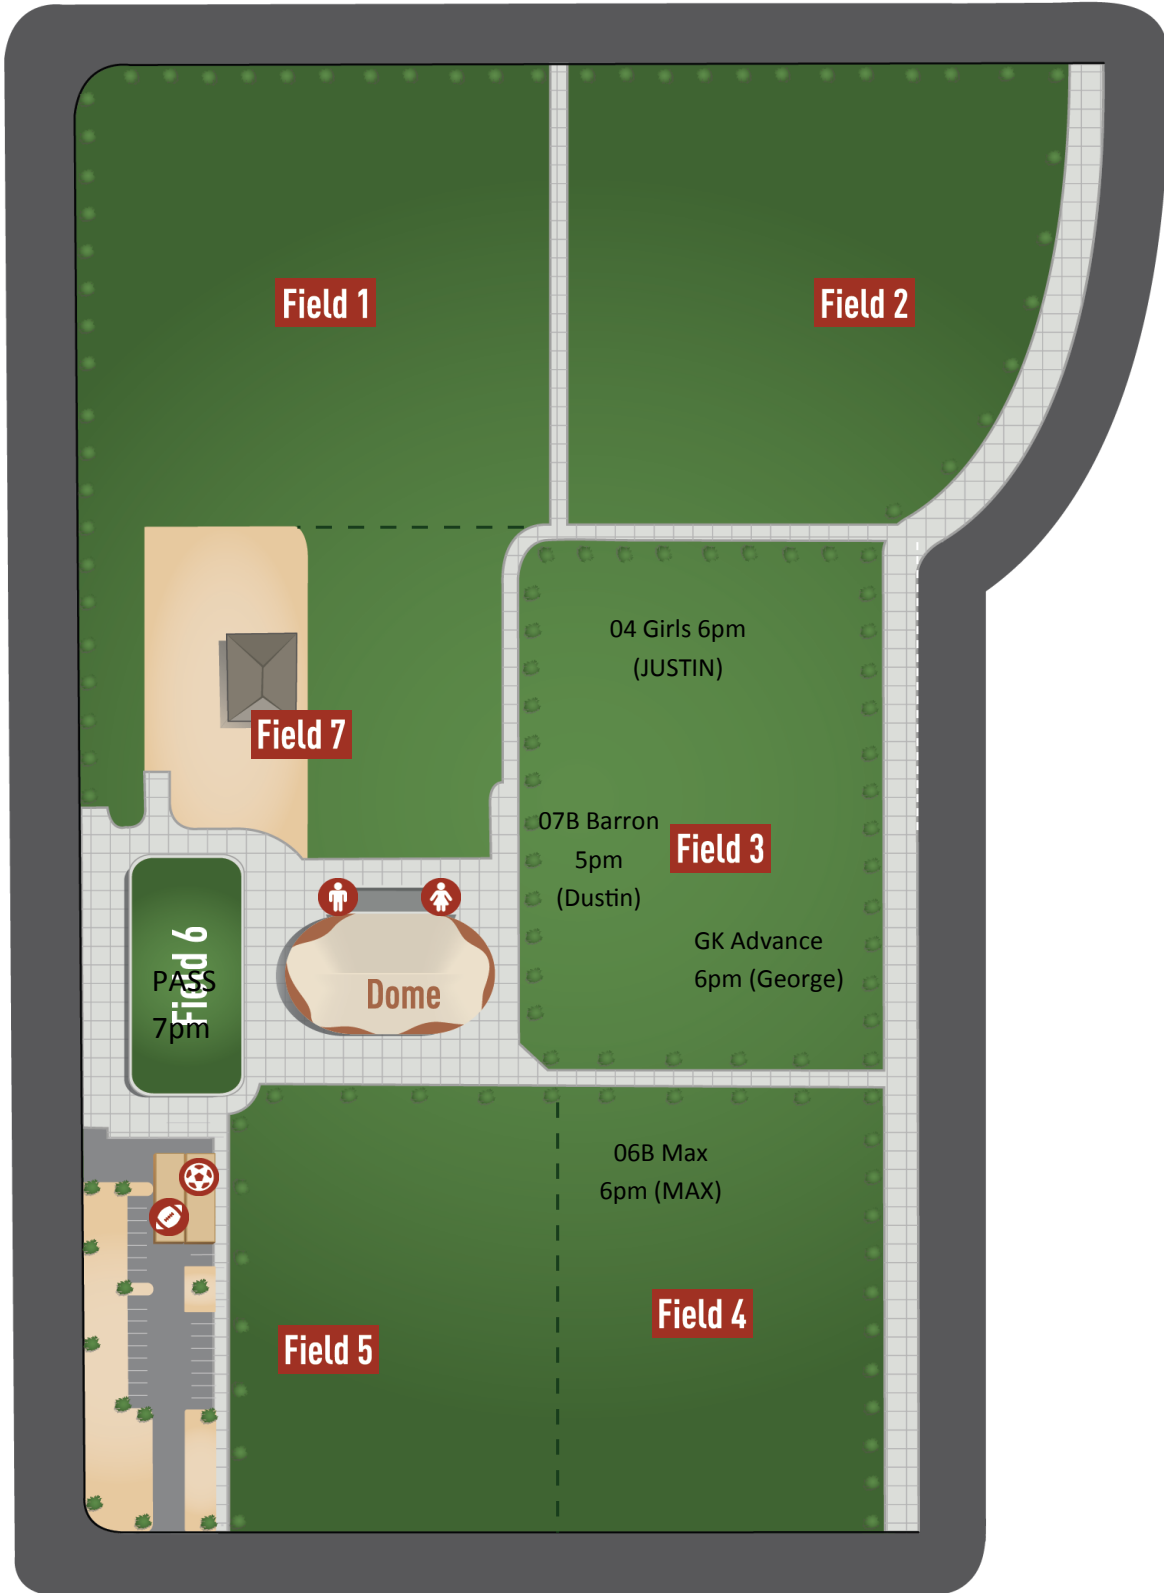 Field 1
Field 2
04 Girls 6pm
(JUSTIN)
Field 7
07B Barron
5pm
(Dustin)
Field 3
GK Advance
6pm (George)
Field 6
PASS
7pm
Dome
06B Max
6pm (MAX)
Field 4
Field 5